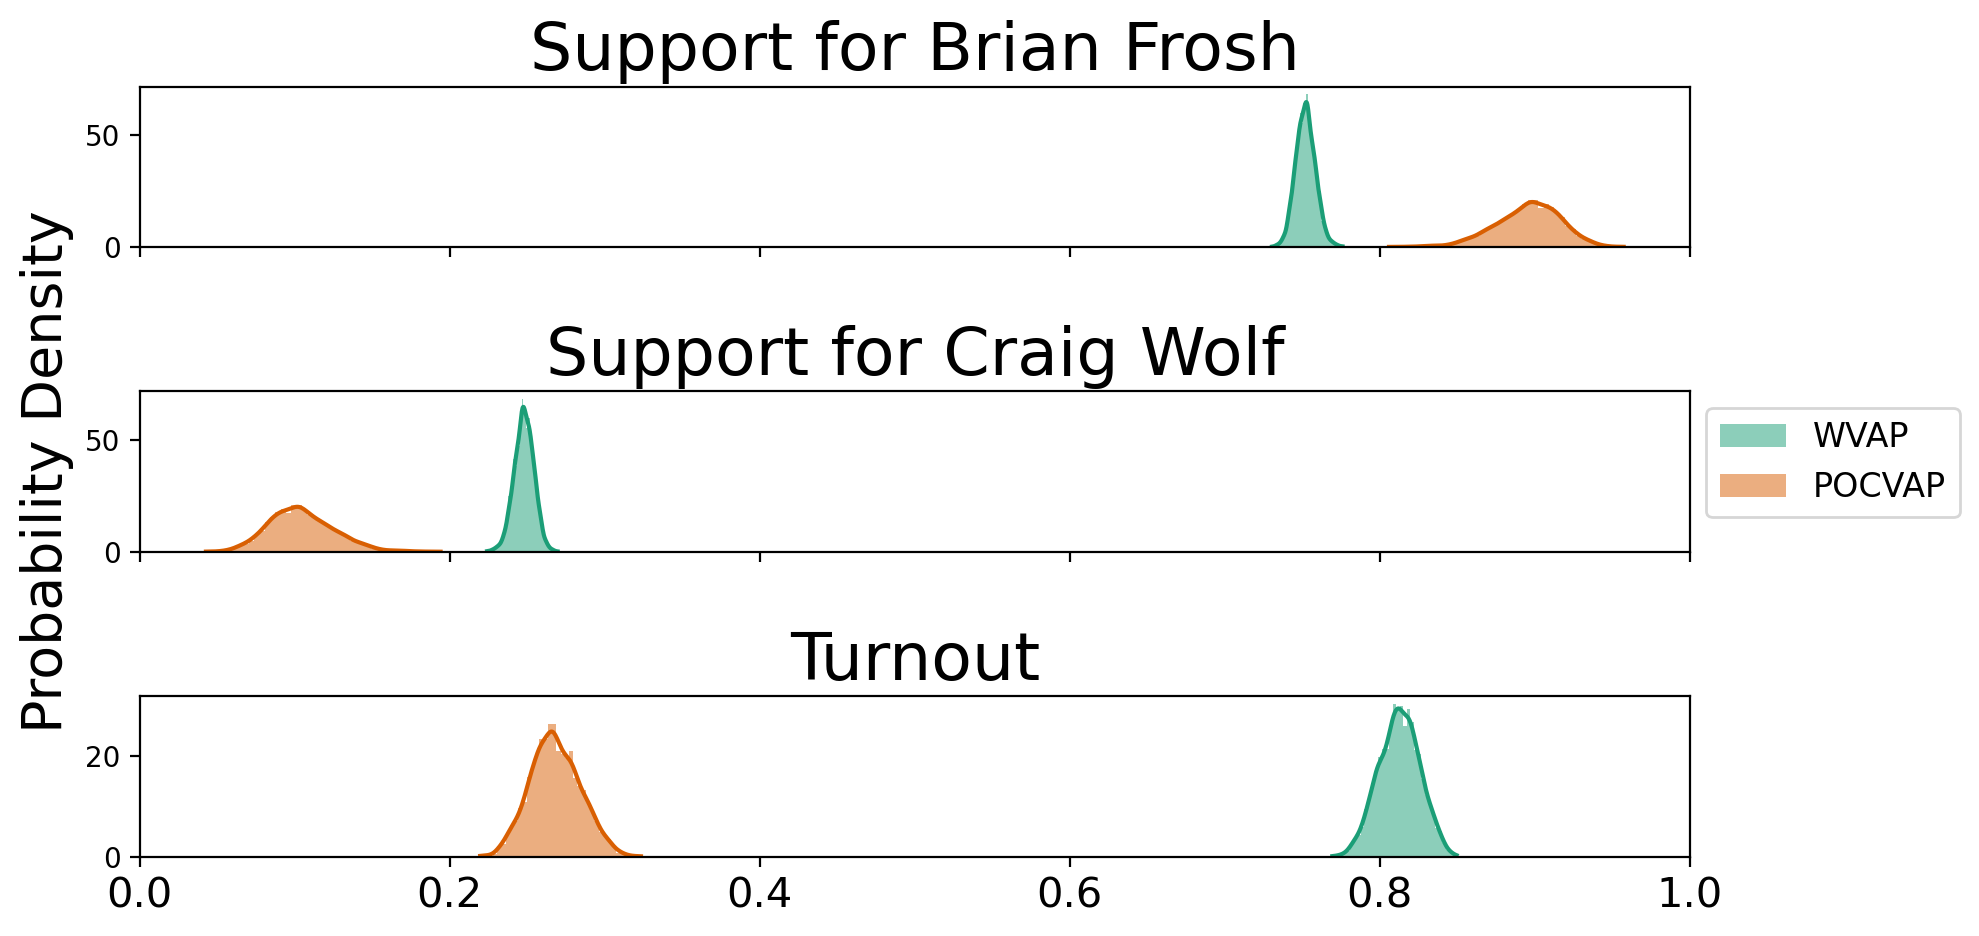 Support for Brian Frosh
50
0
Support for Craig Wolf
50
0
Turnout
20
0
0.0 0.2 0.4 0.6 0.8 1.0
Probability Density
WVAP
POCVAP